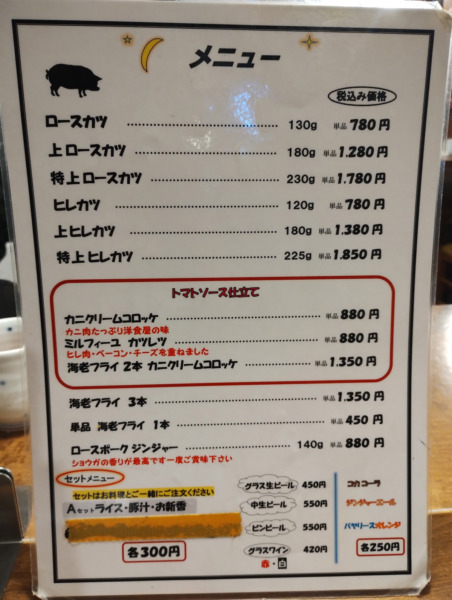 メニュー
税込み価格
ロースカツ 130g 単品 780円
上ロースカツ 180g 単品 1.280円
特上ロースカツ 230g 単品 1.780円
ヒレカツ 120g 単品 780円
上ヒレカツ 180g 単品 1.380円
特上ヒレカツ 225g 単品 1.850円
トマトソース仕立て
カニクリームコロッケ 単品 880円
カニ肉たっぷり洋食屋の味
ミルフィーユ カツレツ 単品 880円
ヒレ肉・ベーコン・チーズを重ねました
海老フライ 2本 カニクリームコロッケ 単品 1.350円
海老フライ 3本 単品 1.350円
単品 海老フライ 1本 単品 450円
ロースポーク ジンジャー 140g 単品 880円
ショウガの香りが最高です一度ご賞味下さい
セットメニュー
セットはお料理とご一緒にご注文ください
Aセットライス・豚汁・お新香
各300円
グラス生ビール 450円
中生ビール 550円
ビンビール 550円
グラスワイン 420円
赤・白
コカコーラ
ジンジャーエール
バヤリースオレンジ
各250円